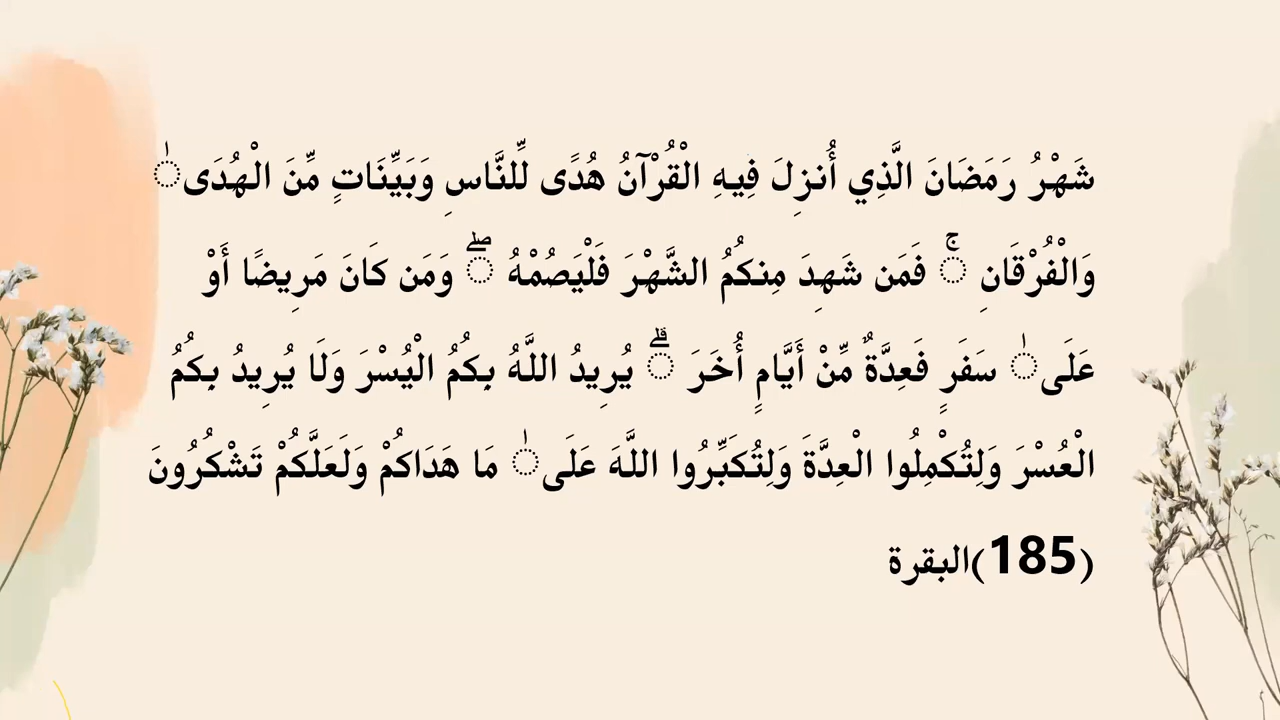 شَهْرُ رَمَضَانَ الَّذِي أُنزِلَ فِيهِ الْقُرْآنُ هُدًى لِّلنَّاسِ وَبَيِّنَاتٍ مِّنَ الْهُدَىٰ
وَالْفُرْقَانِ ۚ فَمَن شَهِدَ مِنكُمُ الشَّهْرَ فَلْيَصُمْهُ ۖ وَمَن كَانَ مَرِيضًا أَوْ
عَلَىٰ سَفَرٍ فَعِدَّةٌ مِّنْ أَيَّامٍ أُخَرَ ۗ يُرِيدُ اللَّهُ بِكُمُ الْيُسْرَ وَلَا يُرِيدُ بِكُمُ
الْعُسْرَ وَلِتُكْمِلُوا الْعِدَّةَ وَلِتُكَبِّرُوا اللَّهَ عَلَىٰ مَا هَدَاكُمْ وَلَعَلَّكُمْ تَشْكُرُونَ
(185)البقرة